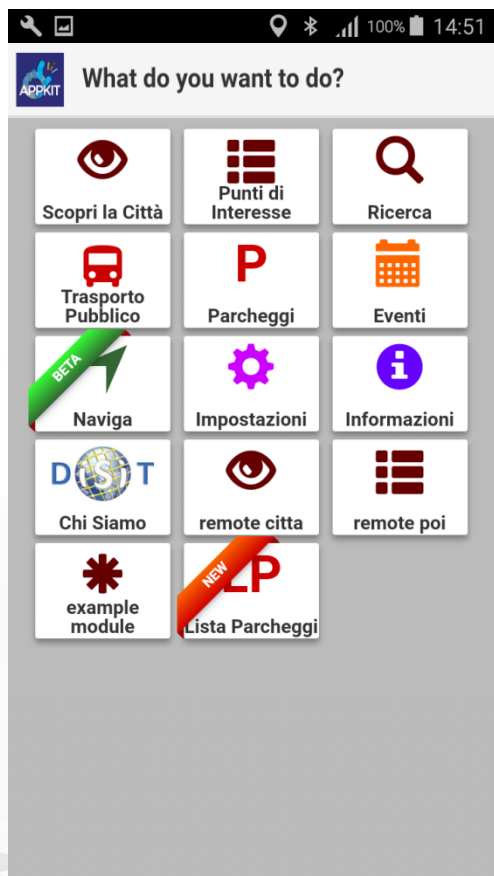 100% 14:51
APPKIT What do you want to do?
Scopri la Città
Punti di
Interesse
Ricerca
Trasporto
Pubblico
P
Parcheggi
Eventi
BETA
Naviga
Impostazioni
i
Informazioni
DISIT
Chi Siamo
remote citta
remote poi
example
module
NEW
LP
Lista Parcheggi